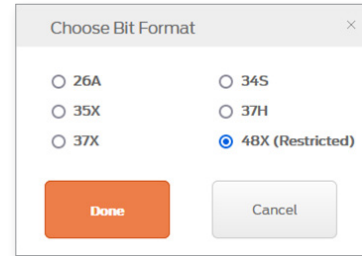 Choose Bit Format ×
26A 34S
35X 37H
37X 48X (Restricted)
Done Cancel